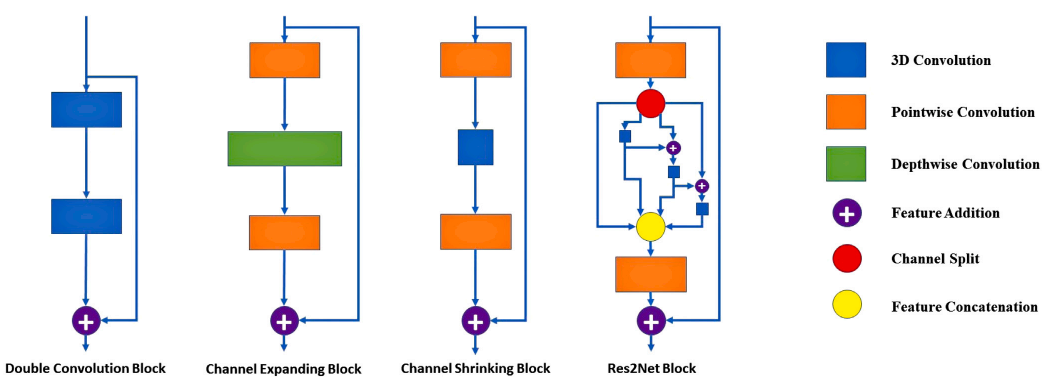 3D Convolution
Pointwise Convolution
Depthwise Convolution
Feature Addition
Channel Split
Feature Concatenation
Double Convolution Block
Channel Expanding Block
Channel Shrinking Block
Res2Net Block